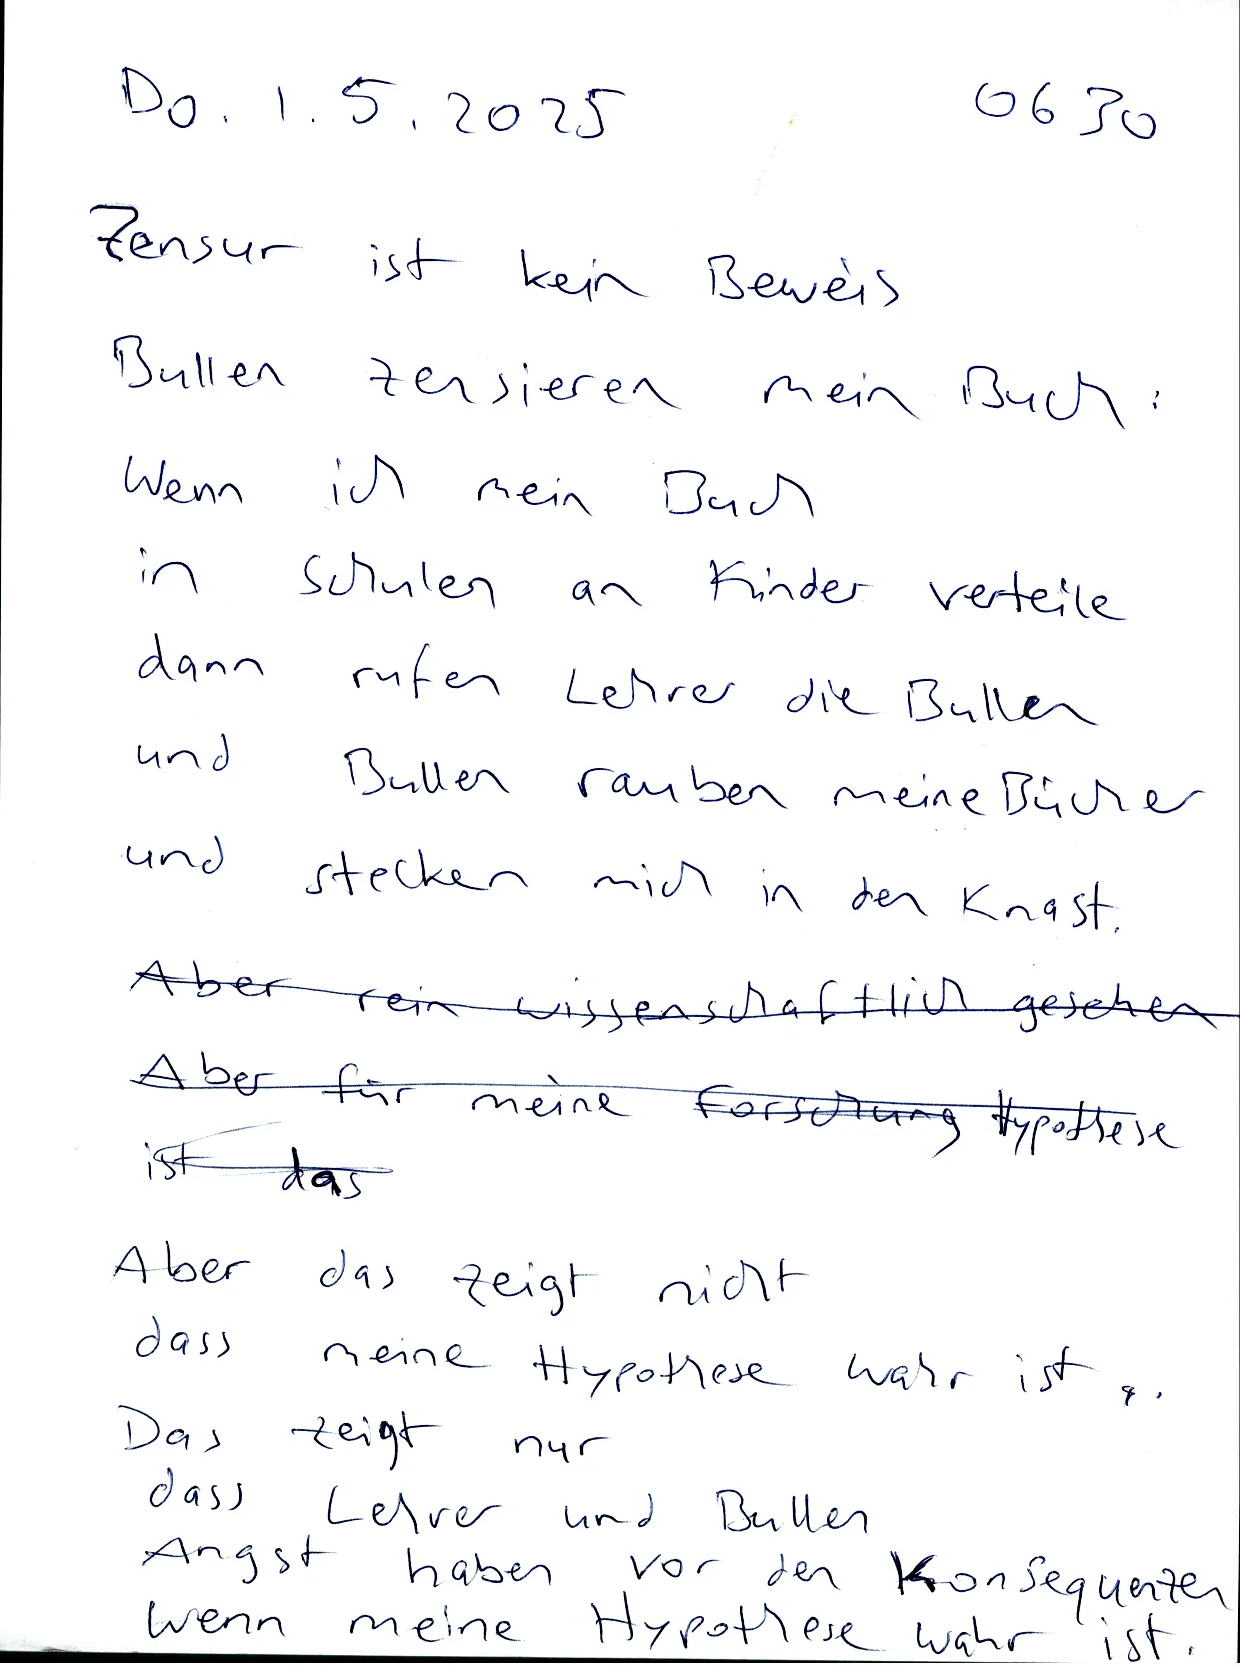 Do. 1.5.2025 0630
Zensur ist kein Beweis
Bullen zensieren mein Buch:
Wenn ich mein Buch
in Schulen an Kinder verteile
dann rufen Lehrer die Bullen
und Bullen rauben meine Bücher
und stecken mich in den Knast.
Aber rein wissenschaftlich gesehen
Aber für meine Forschung Hypothese
ist das
Aber das zeigt nicht
dass meine Hypothese wahr ist.
Das zeigt nur
dass Lehrer und Bullen
Angst haben vor den Konsequenzen
wenn meine Hypothese wahr ist.